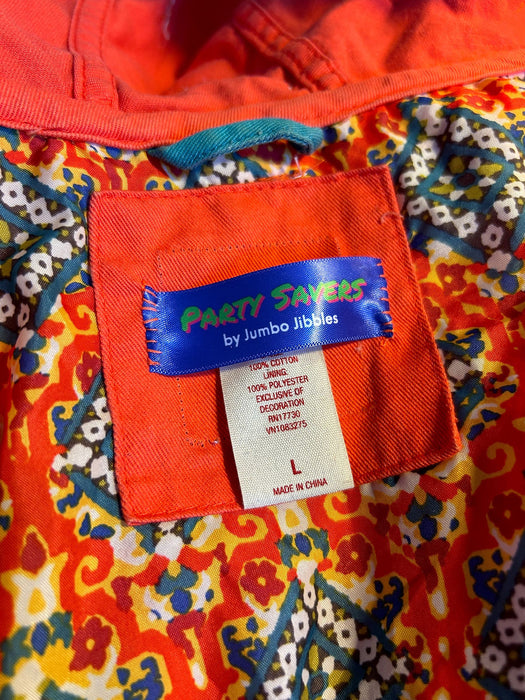 PARTY SAVERS
by Jumbo Jibbles
100% COTTON
LINING:
100% POLYESTER
EXCLUSIVE OF
DECORATION
RN17730
VN1083275
L
MADE IN CHINA